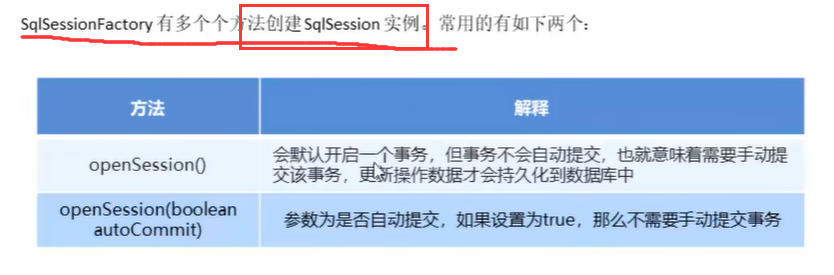 SqlSessionFactory 有多个个方法创建 SqlSession 实例。常用的有如下两个：
方法
解释
openSession()
会默认开启一个事务，但事务不会自动提交，也就意味着需要手动提
交该事务，更新操作数据才会持久化到数据库中
openSession(boolean
autoCommit)
参数为是否自动提交，如果设置为true，那么不需要手动提交事务